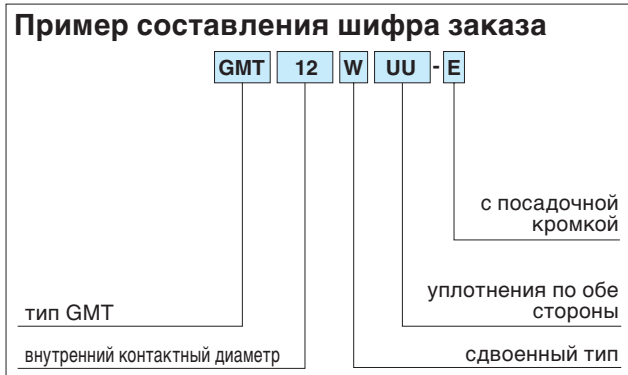 Пример составления шифра заказа
GMT 12 W UU - E
с посадочной
кромкой
уплотнения по обе
стороны
тип GMT
внутренний контактный диаметр
сдвоенный тип